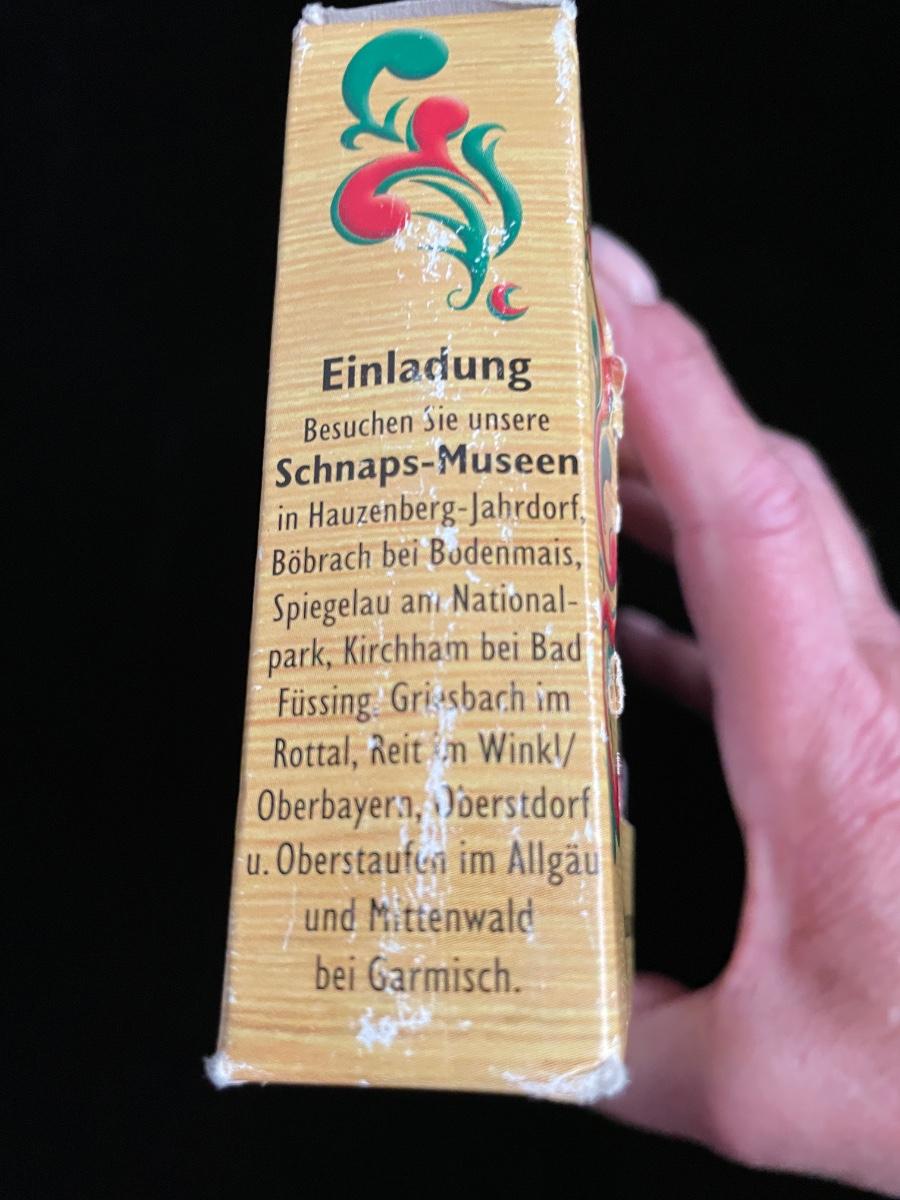 Einladung
Besuchen Sie unsere
Schnaps-Museen
in Hauzenberg-Jahrdorf,
Böbrach bei Bodenmais,
Spiegelau am National-
park, Kirchham bei Bad
Füssing, Griesbach im
Rottal, Reit im Winkl/
Oberbayern, Oberstdorf
u. Oberstaufen im Allgäu
und Mittenwald
bei Garmisch.